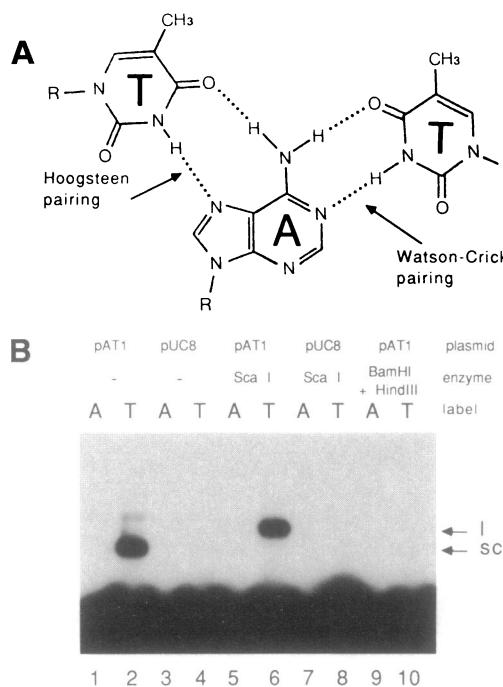 A
CH₃
CH₃
R
N
T
O
O
T
O
N
H
H
H
N
N
H
N
O
Hoogsteen
pairing
N
N
A
N
N
R
Watson-Crick
pairing
B
pAT1 pUC8 pAT1 pUC8 pAT1 plasmid
- - Sca I Sca I BamHI + HindIII enzyme
A T A T A T A T A T label
l
sc
1 2 3 4 5 6 7 8 9 10